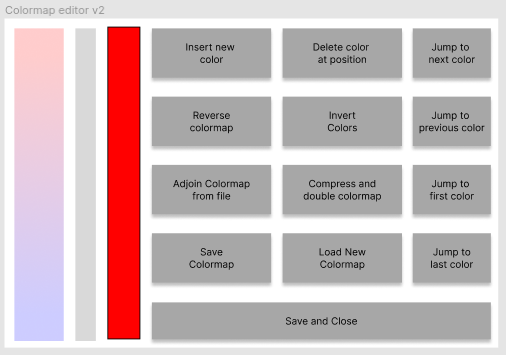 Colormap editor v2
Insert new
color
Delete color
at position
Jump to
next color
Reverse
colormap
Invert
Colors
Jump to
previous color
Adjoin Colormap
from file
Compress and
double colormap
Jump to
first color
Save
Colormap
Load New
Colormap
Jump to
last color
Save and Close